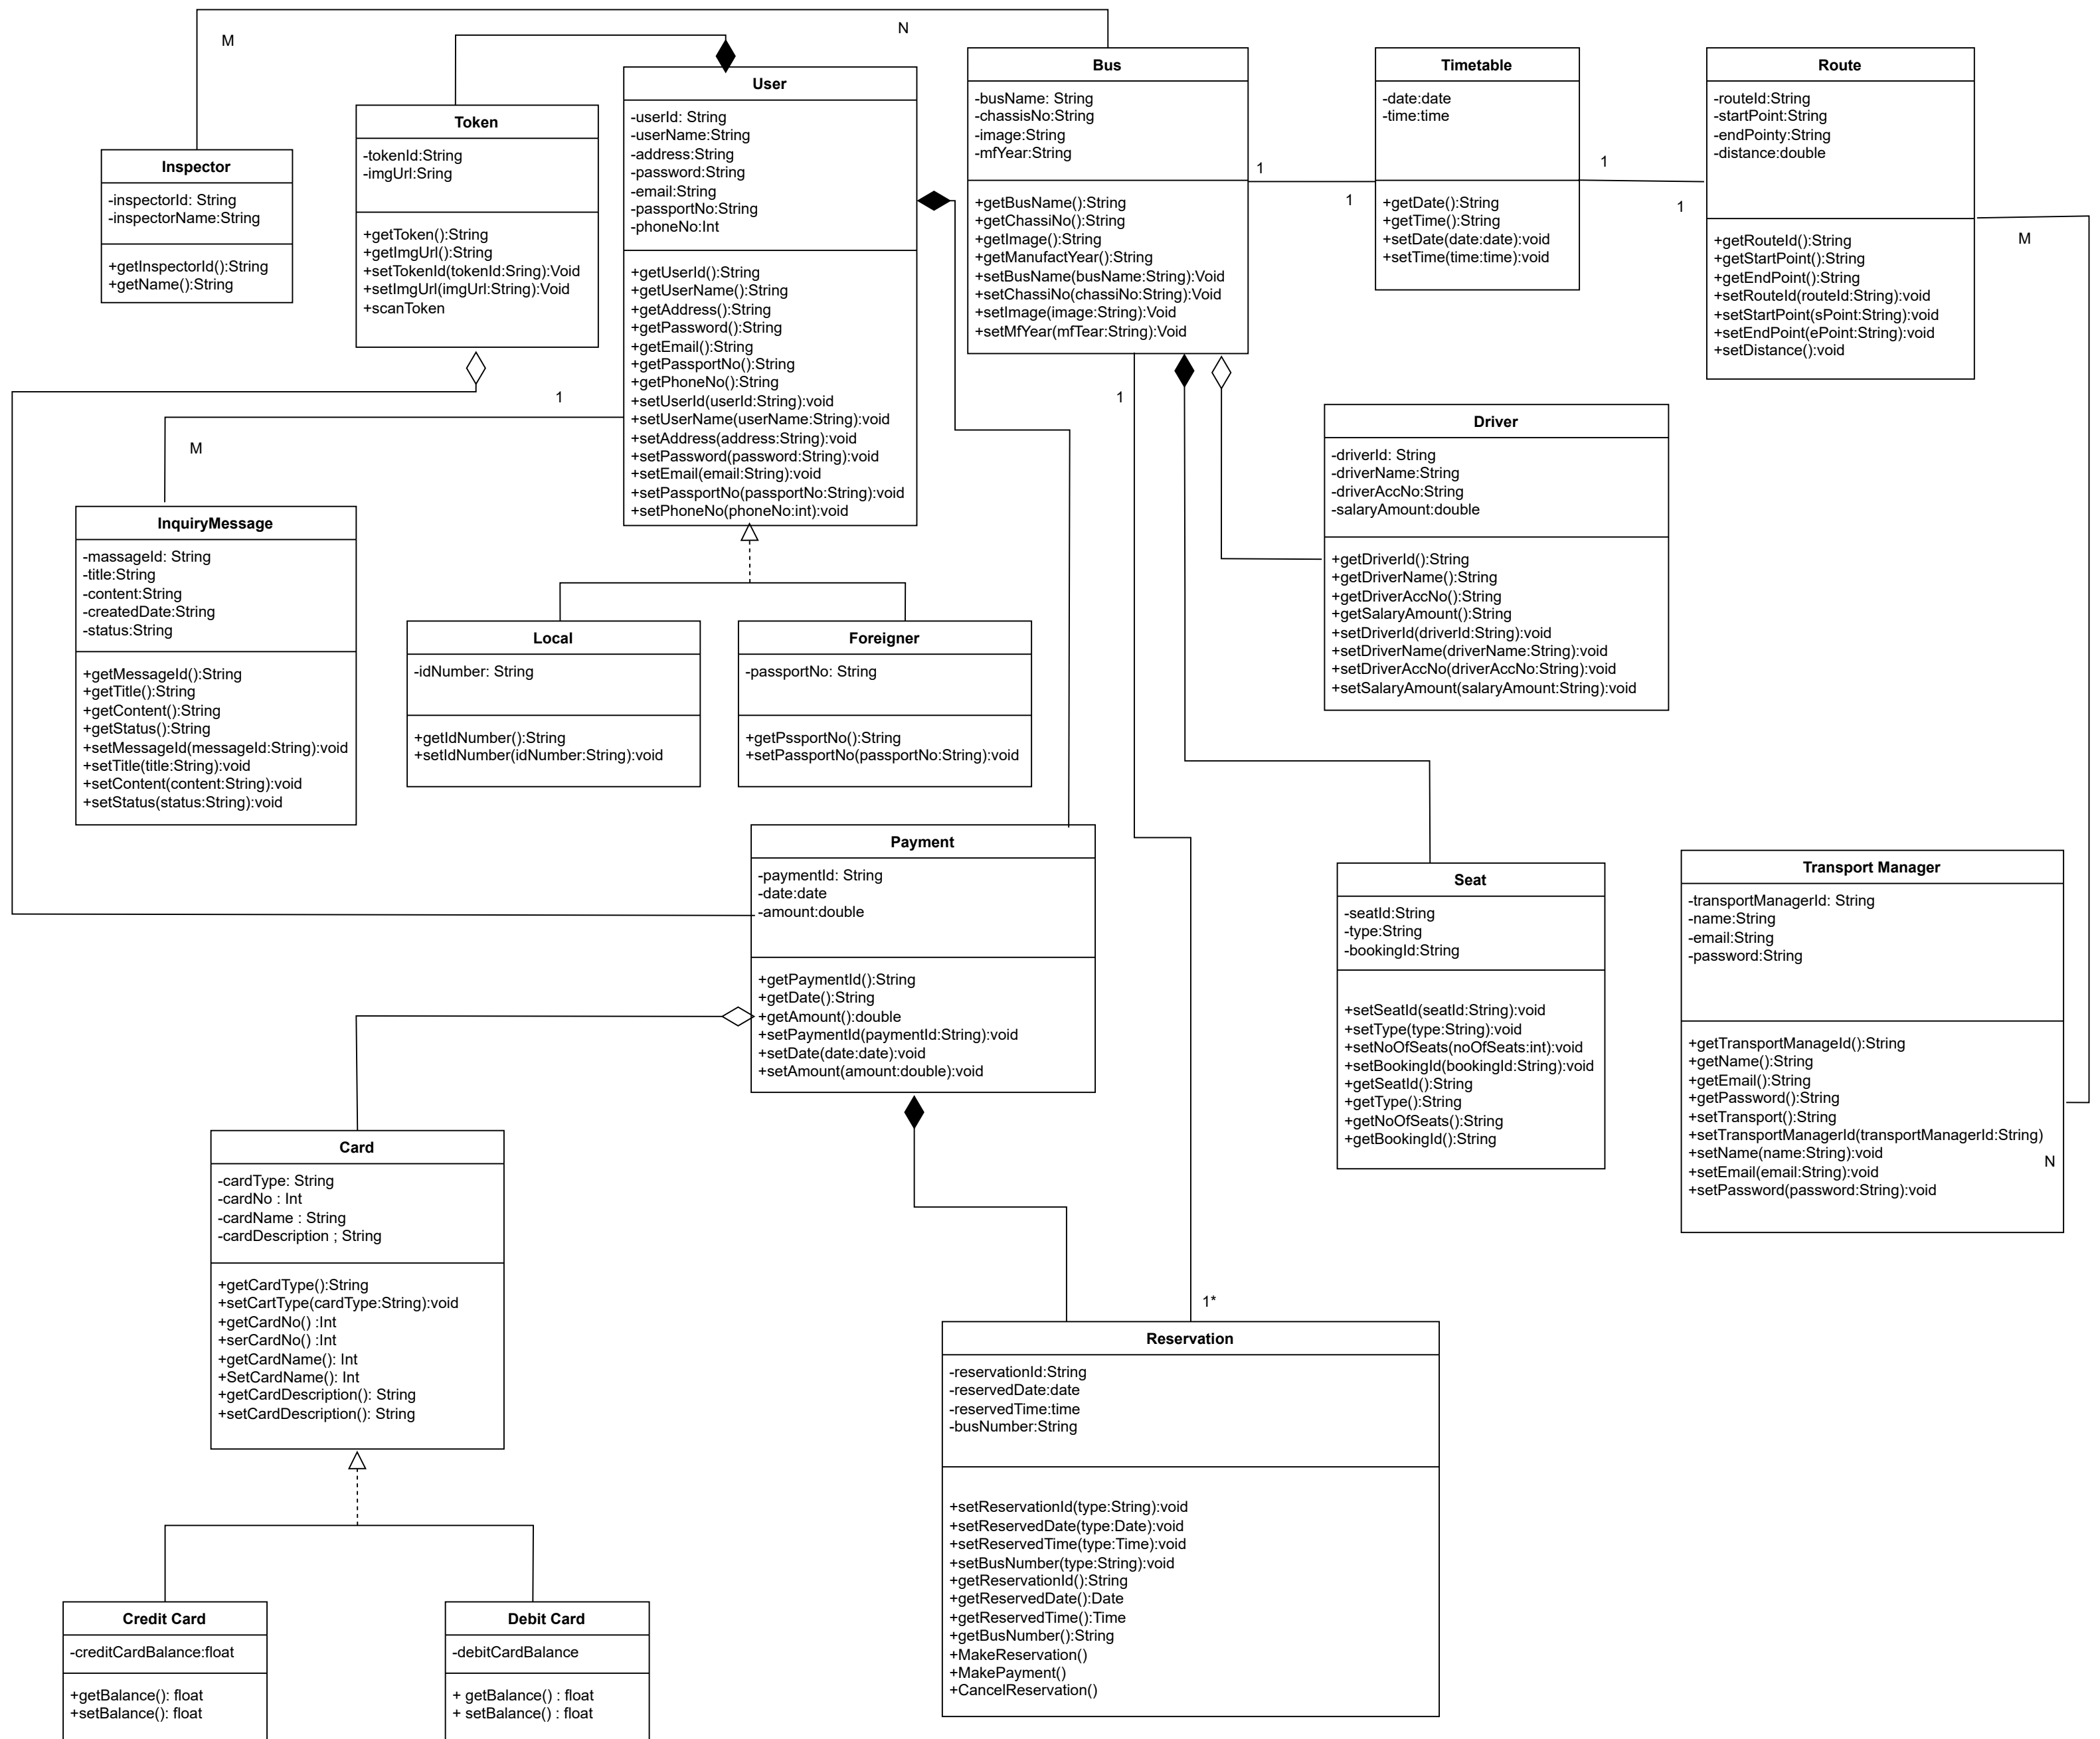 M
N
Inspector
-inspectorId: String
-inspectorName:String
+getInspectorId():String
+getName():String
Token
-tokenId:String
-imgUrl:Sring
+getToken():String
+getImgUrl():String
+setTokenId(tokenId:Sring):Void
+setImgUrl(imgUrl:String):Void
+scanToken
User
-userId: String
-userName:String
-address:String
-password:String
-email:String
-passportNo:String
-phoneNo:Int
+getUserId():String
+getUserName():String
+getAddress():String
+getPassword():String
+getEmail():String
+getPassportNo():String
+getPhoneNo():String
+setUserId(userId:String):void
+setUserName(userName:String):void
+setAddress(address:String):void
+setPassword(password:String):void
+setEmail(email:String):void
+setPassportNo(passportNo:String):void
+setPhoneNo(phoneNo:int):void
Bus
-busName: String
-chassisNo:String
-image:String
-mfYear:String
+getBusName():String
+getChassiNo():String
+getImage():String
+getManufactYear():String
+setBusName(busName:String):Void
+setChassiNo(chassiNo:String):Void
+setImage(image:String):Void
+setMfYear(mfTear:String):Void
1
1
Timetable
-date:date
-time:time
+getDate():String
+getTime():String
+setDate(date:date):void
+setTime(time:time):void
1
1
Route
-routeId:String
-startPoint:String
-endPointy:String
-distance:double
+getRouteId():String
+getStartPoint():String
+getEndPoint():String
+setRouteId(routeId:String):void
+setStartPoint(sPoint:String):void
+setEndPoint(ePoint:String):void
+setDistance():void
M
1
M
1
InquiryMessage
-massageId: String
-title:String
-content:String
-createdDate:String
-status:String
+getMessageId():String
+getTitle():String
+getContent():String
+getStatus():String
+setMessageId(messageId:String):void
+setTitle(title:String):void
+setContent(content:String):void
+setStatus(status:String):void
Local
-idNumber: String
+getIdNumber():String
+setIdNumber(idNumber:String):void
Foreigner
-passportNo: String
+getPssportNo():String
+setPassportNo(passportNo:String):void
Driver
-driverId: String
-driverName:String
-driverAccNo:String
-salaryAmount:double
+getDriverId():String
+getDriverName():String
+getDriverAccNo():String
+getSalaryAmount():String
+setDriverId(driverId:String):void
+setDriverName(driverName:String):void
+setDriverAccNo(driverAccNo:String):void
+setSalaryAmount(salaryAmount:String):void
Payment
-paymentId: String
-date:date
-amount:double
+getPaymentId():String
+getDate():String
+getAmount():double
+setPaymentId(paymentId:String):void
+setDate(date:date):void
+setAmount(amount:double):void
Seat
-seatId:String
-type:String
-bookingId:String
+setSeatId(seatId:String):void
+setType(type:String):void
+setNoOfSeats(noOfSeats:int):void
+setBookingId(bookingId:String):void
+getSeatId():String
+getType():String
+getNoOfSeats():String
+getBookingId():String
Transport Manager
-transportManagerId: String
-name:String
-email:String
-password:String
+getTransportManageId():String
+getName():String
+getEmail():String
+getPassword():String
+setTransport():String
+setTransportManagerId(transportManagerId:String)
+setName(name:String):void
+setEmail(email:String):void
+setPassword(password:String):void
N
Card
-cardType: String
-cardNo : Int
-cardName : String
-cardDescription ; String
+getCardType():String
+setCartType(cardType:String):void
+getCardNo() :Int
+serCardNo() :Int
+getCardName(): Int
+SetCardName(): Int
+getCardDescription(): String
+setCardDescription(): String
1*
Reservation
-reservationId:String
-reservedDate:date
-reservedTime:time
-busNumber:String
+setReservationId(type:String):void
+setReservedDate(type:Date):void
+setReservedTime(type:Time):void
+setBusNumber(type:String):void
+getReservationId():String
+getReservedDate():Date
+getReservedTime():Time
+getBusNumber():String
+MakeReservation()
+MakePayment()
+CancelReservation()
Credit Card
-creditCardBalance:float
+getBalance(): float
+setBalance(): float
Debit Card
-debitCardBalance
+ getBalance() : float
+ setBalance() : float